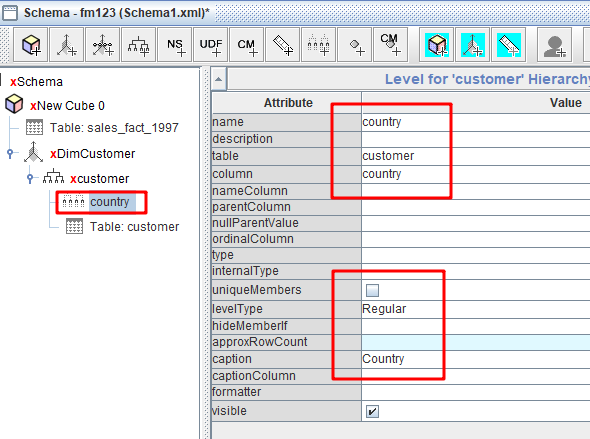 Schema - fm123 (Schema1.xml)*
NS UDF CM CM
xSchema
xNew Cube 0
Table: sales_fact_1997
xDimCustomer
xcustomer
country
Table: customer
Level for 'customer' Hierarchy
Attribute Value
name country
description
table customer
column country
nameColumn
parentColumn
nullParentValue
ordinalColumn
type
internalType
uniqueMembers
levelType Regular
hideMemberIf
approxRowCount
caption Country
captionColumn
formatter
visible